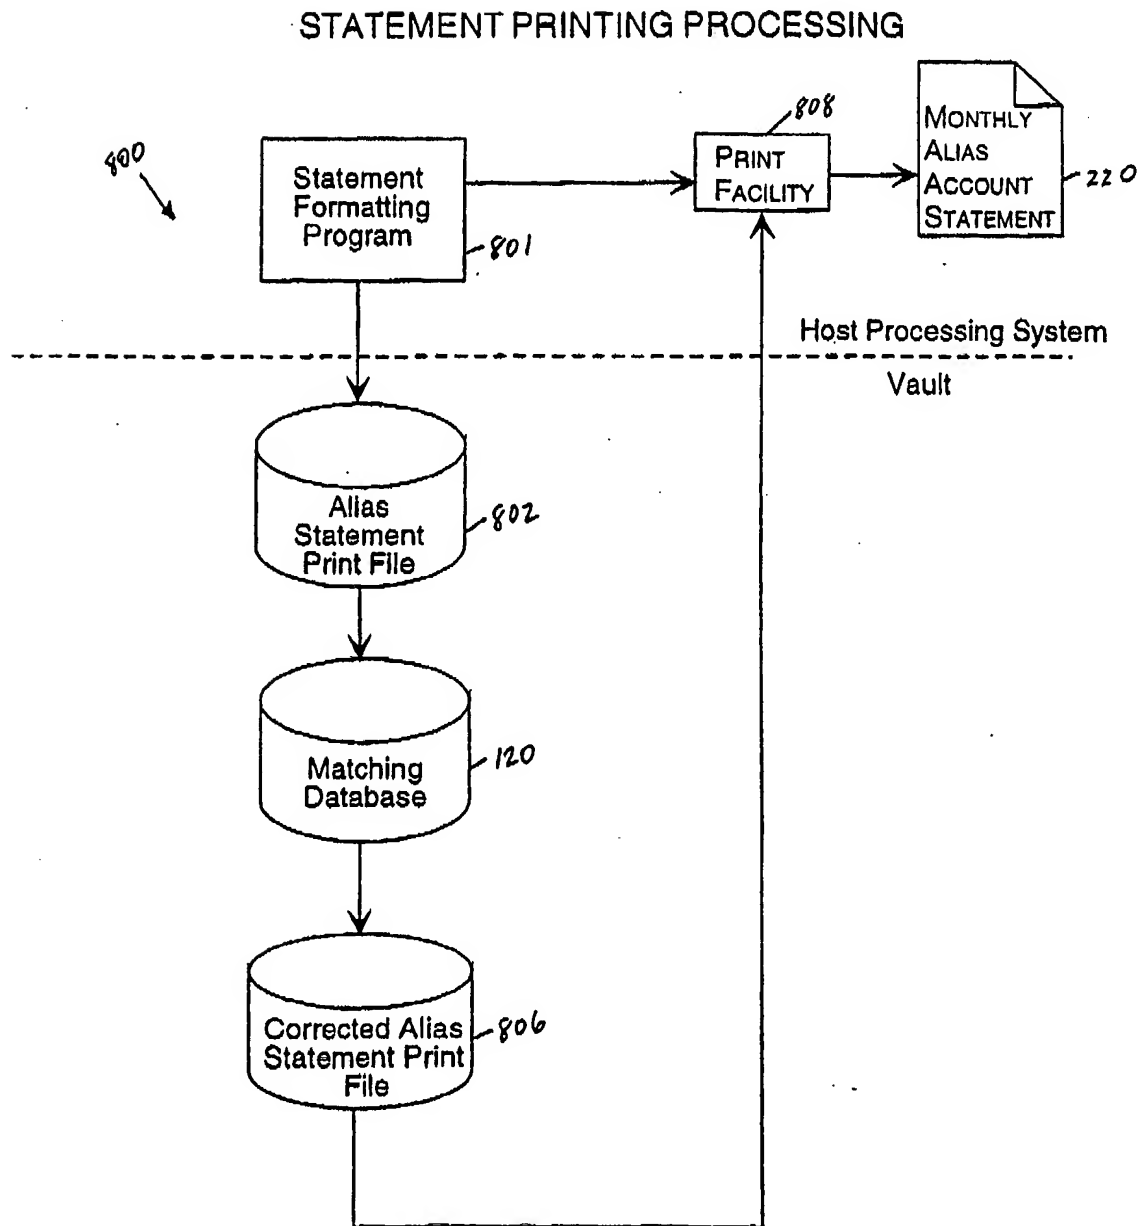 STATEMENT PRINTING PROCESSING
800
Statement
Formatting
Program
801
808
PRINT
FACILITY
MONTHLY
ALIAS
ACCOUNT
STATEMENT
220
Host Processing System
Vault
Alias
Statement
Print File
802
Matching
Database
120
Corrected Alias
Statement Print
File
806